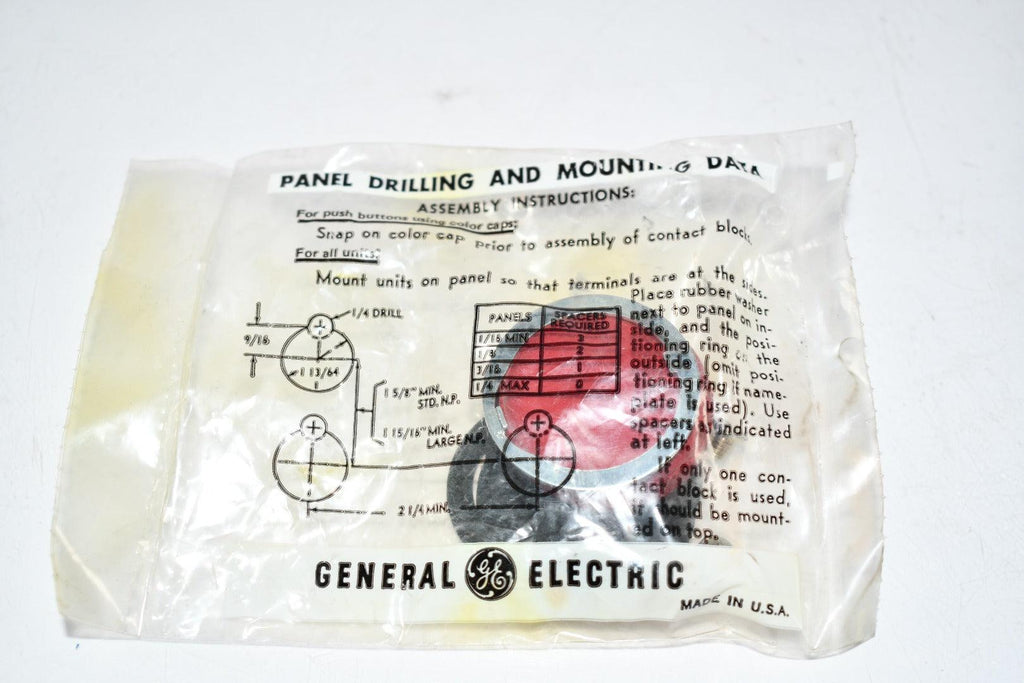 PANEL DRILLING AND MOUNTING DATA
ASSEMBLY INSTRUCTIONS:
For push buttons using color caps:
Snap on color cap prior to assembly of contact block.
For all units:
Mount units on panel so that terminals are at the sides.
Place rubber washer
next to panel on in-
side, and the posi-
tioning ring on the
outside (omit posi-
tioning ring if name-
plate is used). Use
spacers as indicated
at left.
If only one con-
tact block is used,
it should be mount-
ed on top.
1/4 DRILL
9/16
1 13/64
1 5/8" MIN.
STD. N.P.
1 15/16" MIN.
LARGE N.P.
2 1/4 MIN.
PANELS SPACERS REQUIRED
1/16 MIN 3
1/8 2
3/16 1
1/4 MAX 0
GENERAL GE ELECTRIC
MADE IN U.S.A.